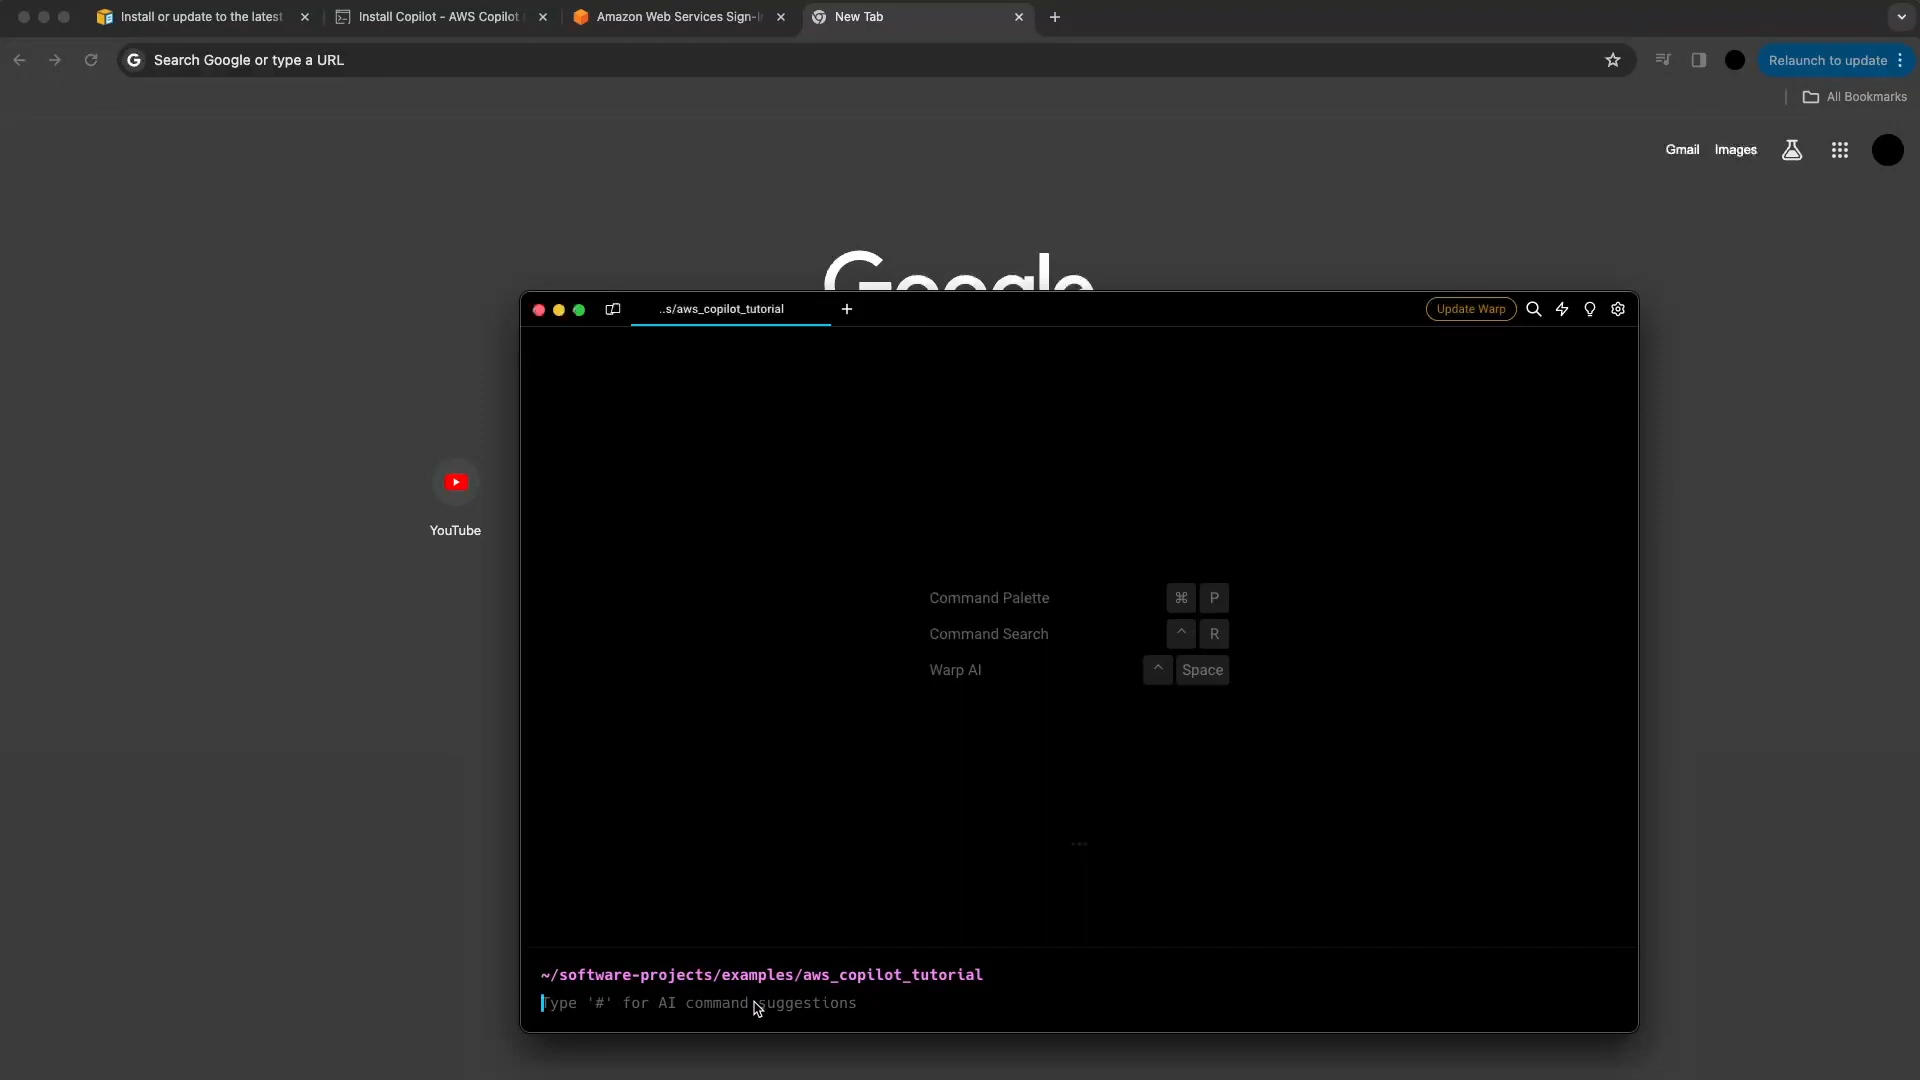 Install or update to the latest
Install Copilot - AWS Copilot
Amazon Web Services Sign-I
New Tab
Search Google or type a URL
Relaunch to update
All Bookmarks
Gmail
Images
Google
..s/aws_copilot_tutorial
Update Warp
YouTube
Command Palette ⌘ P
Command Search ^ R
Warp AI ^ Space
~/software-projects/examples/aws_copilot_tutorial
Type '#' for AI command suggestions